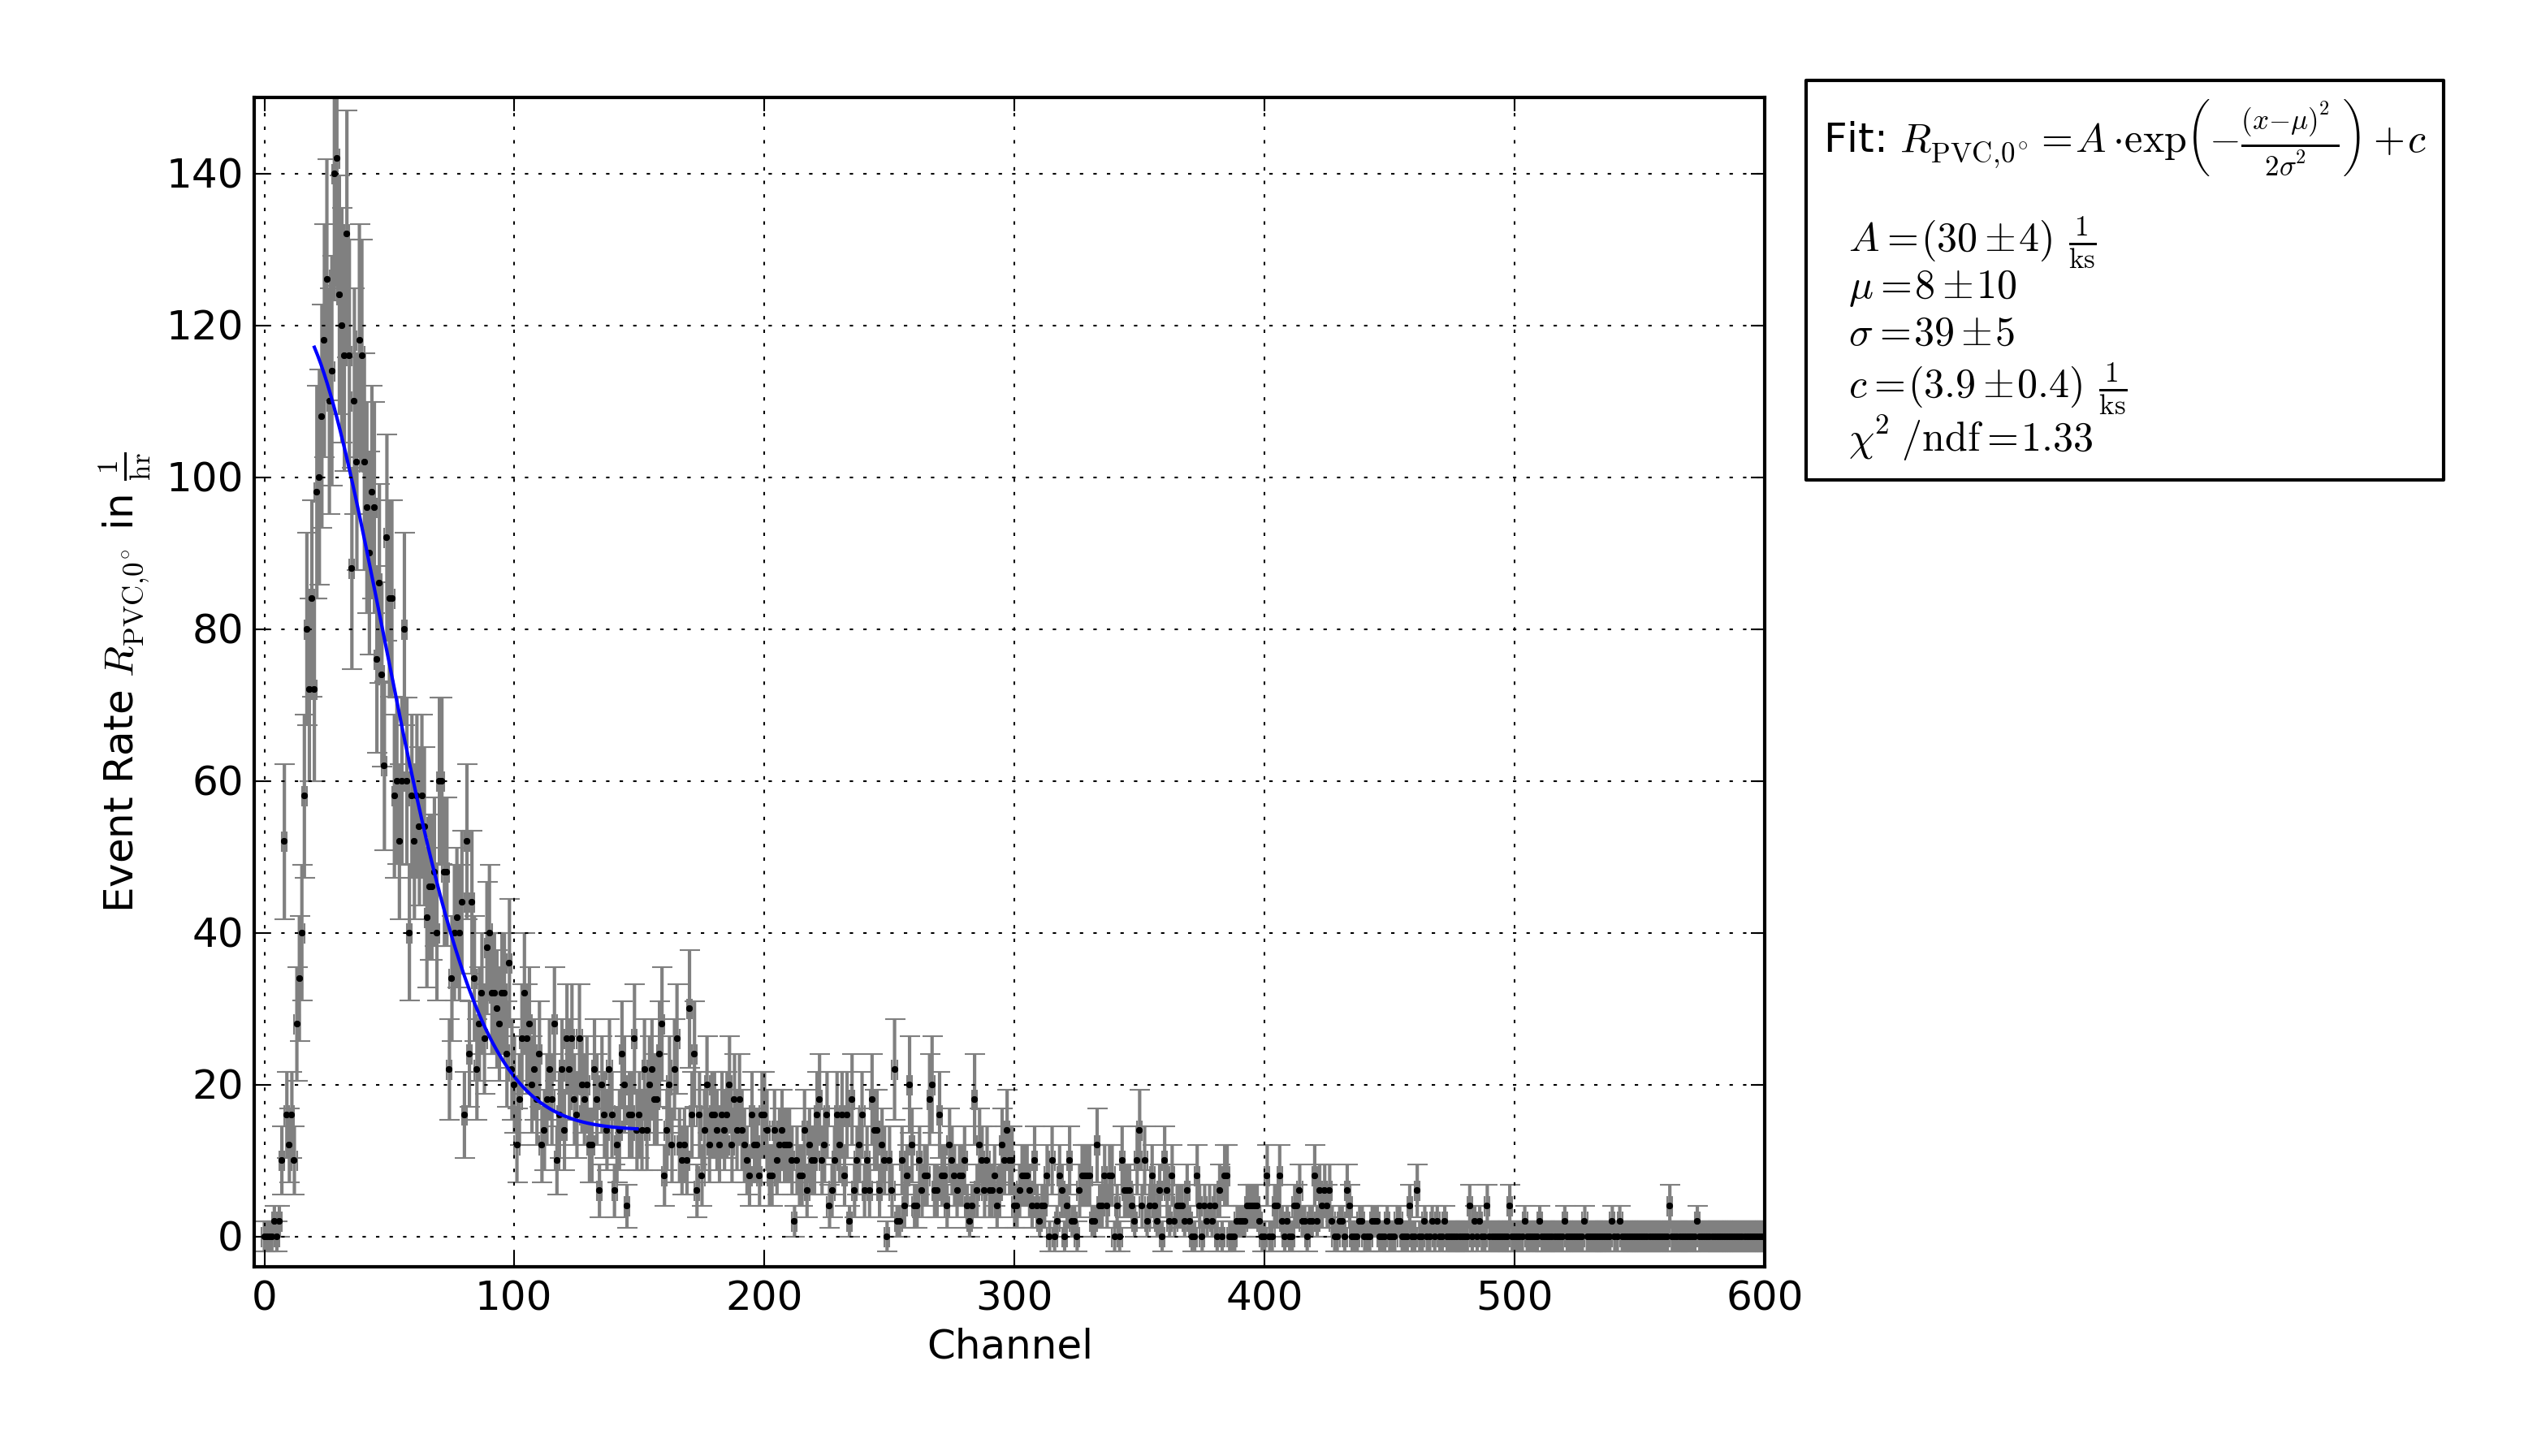 Fit: R_PVC,0° = A · exp(−(x−μ)²/2σ²) + c
A = (30 ± 4) 1/ks
μ = 8 ± 10
σ = 39 ± 5
c = (3.9 ± 0.4) 1/ks
χ² /ndf = 1.33
Event Rate R_PVC,0° in 1/hr
140
120
100
80
60
40
20
0
0 100 200 300 400 500 600
Channel